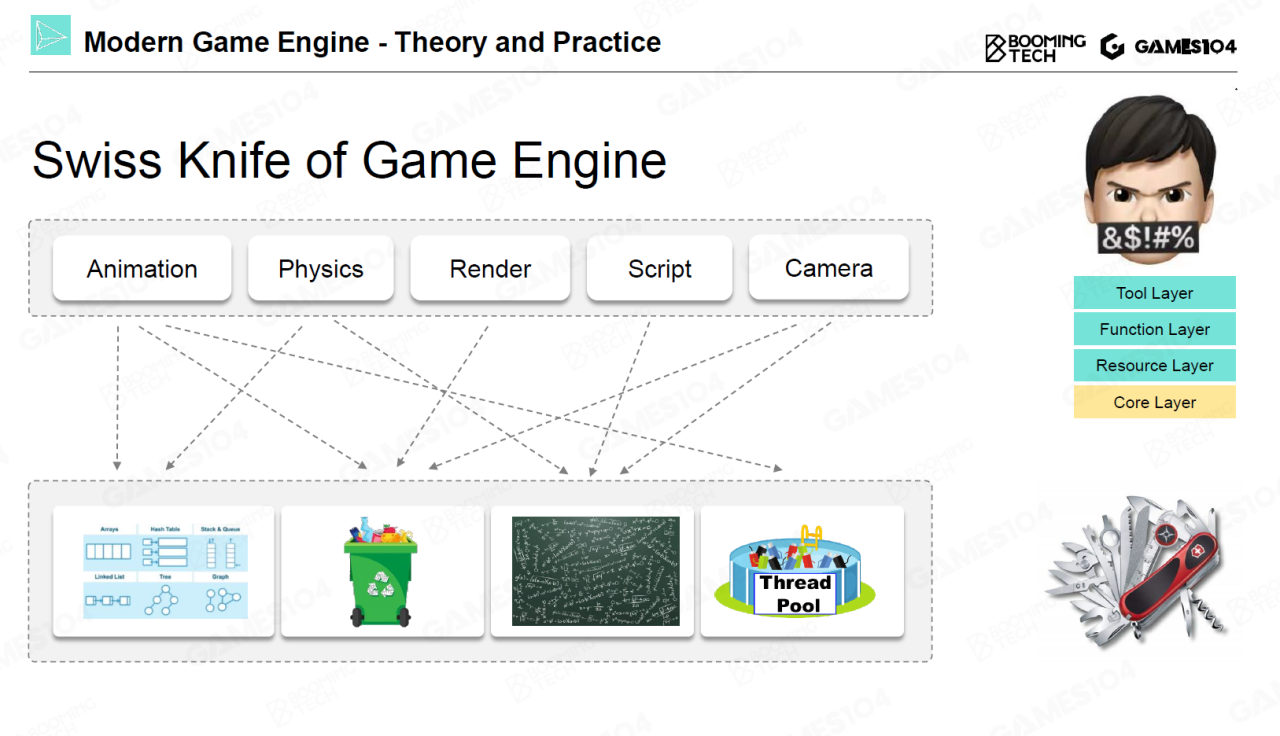 Modern Game Engine - Theory and Practice
BOOMING
TECH
GAMES104
Swiss Knife of Game Engine
Animation
Physics
Render
Script
Camera
&$!#%
Tool Layer
Function Layer
Resource Layer
Core Layer
Arrays
Hash Table
Stack & Queue
Linked List
Tree
Graph
Thread
Pool